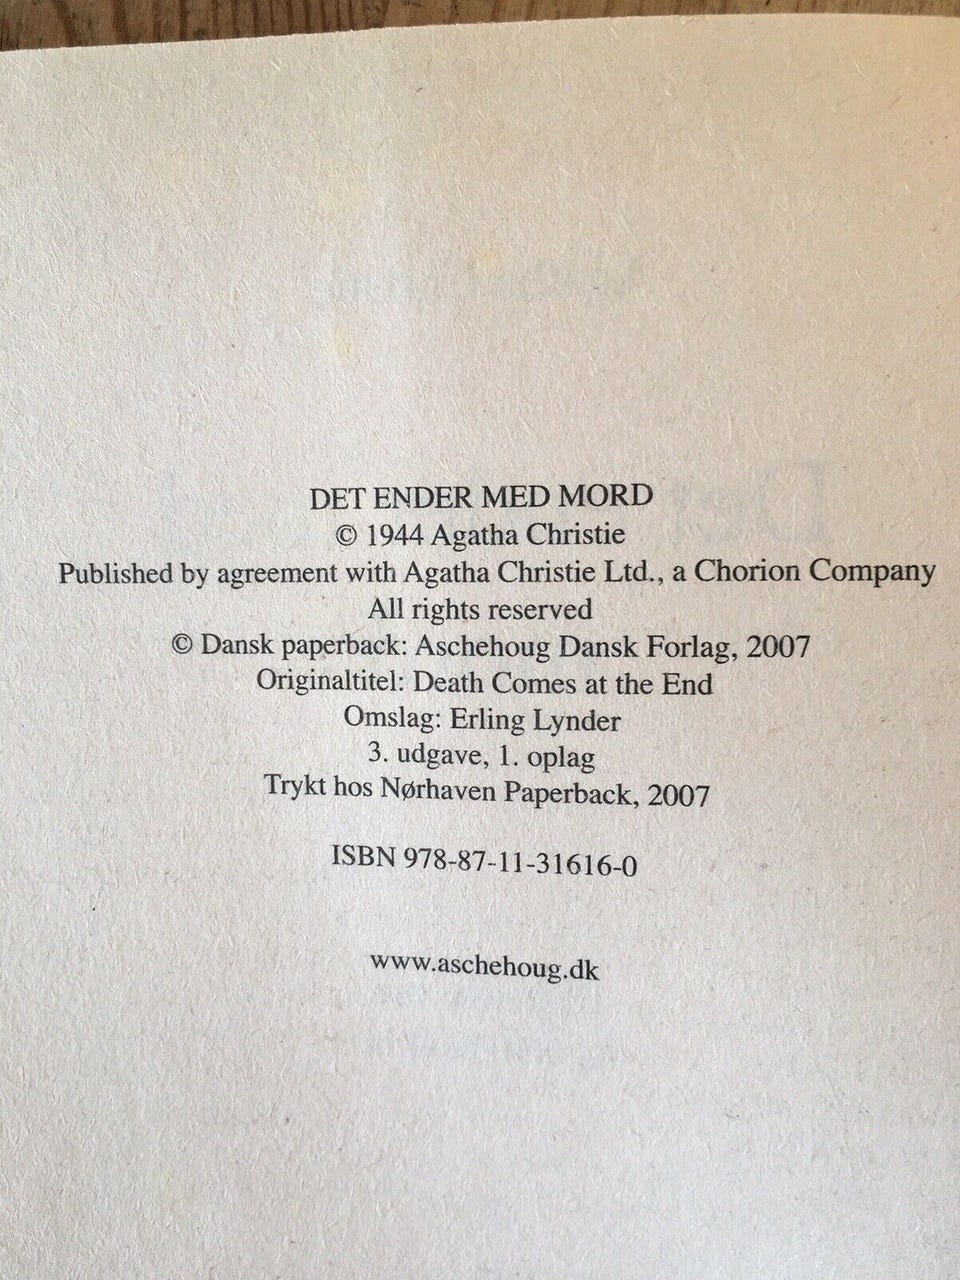 DET ENDER MED MORD
© 1944 Agatha Christie
Published by agreement with Agatha Christie Ltd., a Chorion Company
All rights reserved
© Dansk paperback: Aschehoug Dansk Forlag, 2007
Originaltitel: Death Comes at the End
Omslag: Erling Lynder
3. udgave, 1. oplag
Trykt hos Nørhaven Paperback, 2007
ISBN 978-87-11-31616-0
www.aschehoug.dk